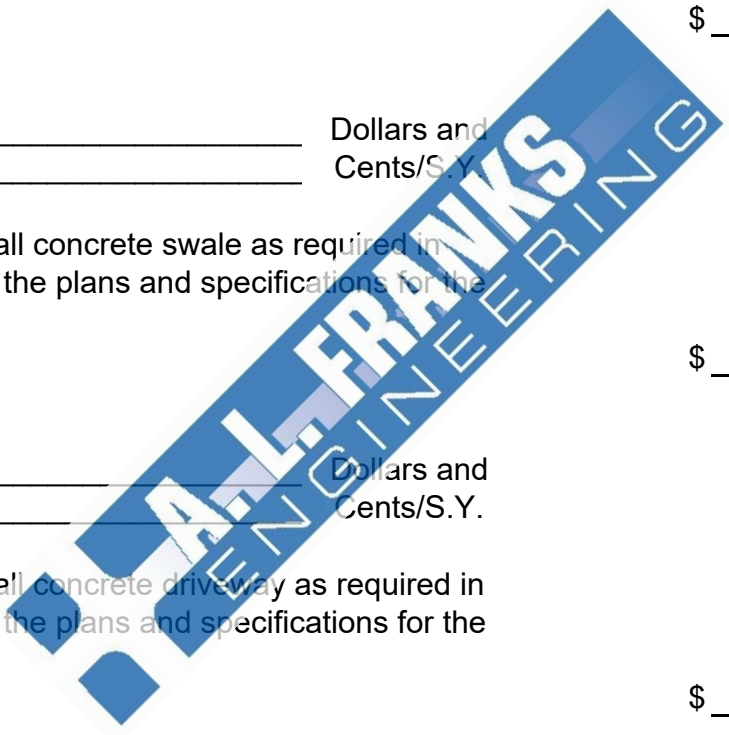 $
Dollars and
Cents/S.Y.
all concrete swale as required in
the plans and specifications for the
$
Dollars and
Cents/S.Y.
all concrete driveway as required in
the plans and specifications for the
$
A. L. FRANKS
ENGINEERING